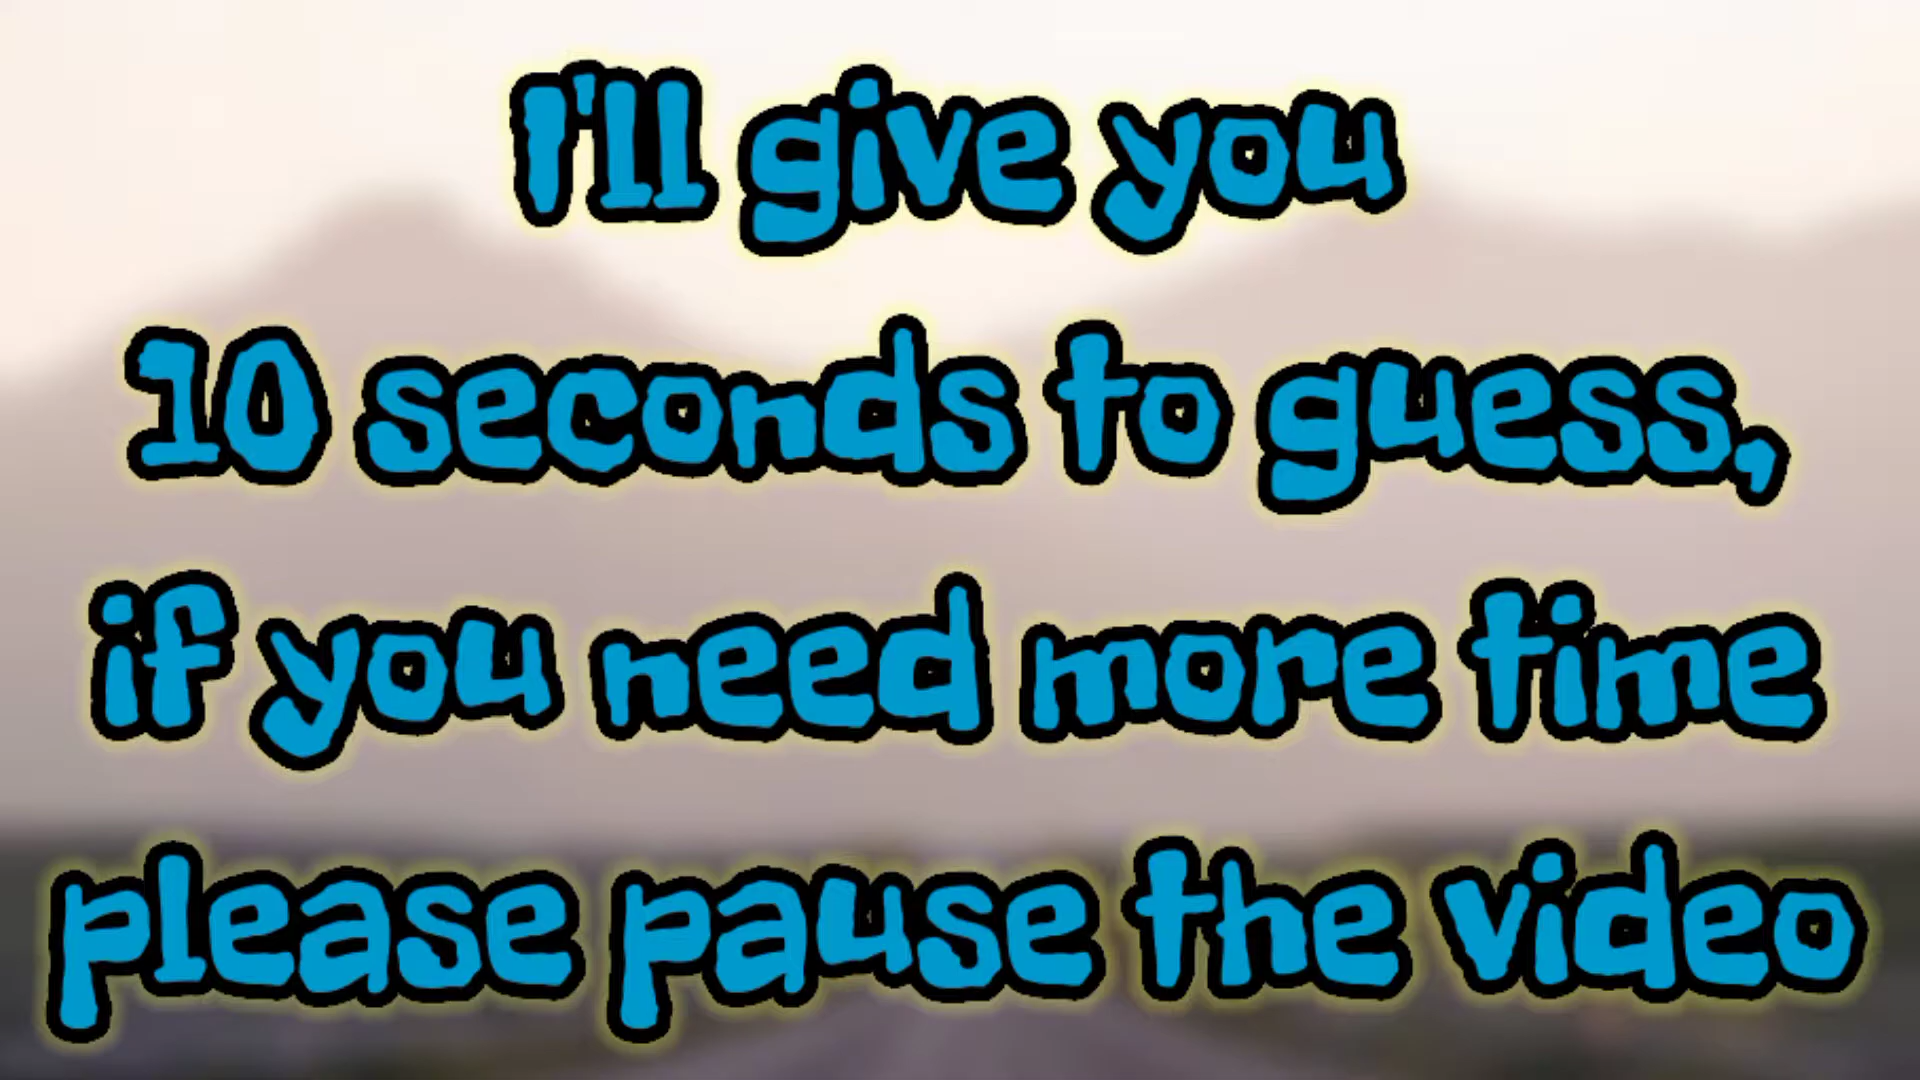 I'll give you
10 seconds to guess,
if you need more time
please pause the video